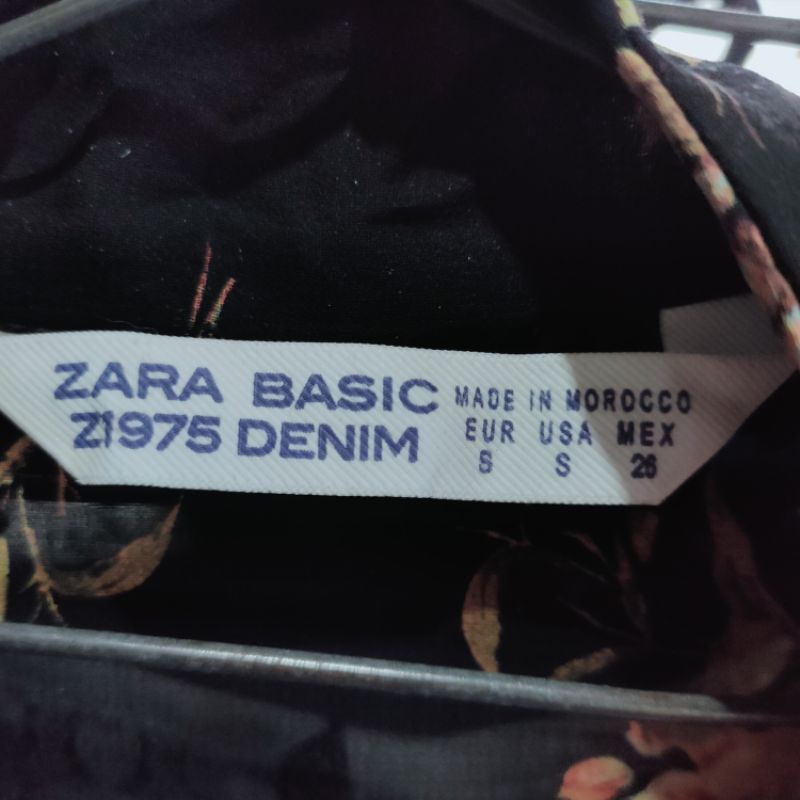 ZARA BASIC
Z1975 DENIM
MADE IN MOROCCO
EUR USA MEX
S S 26